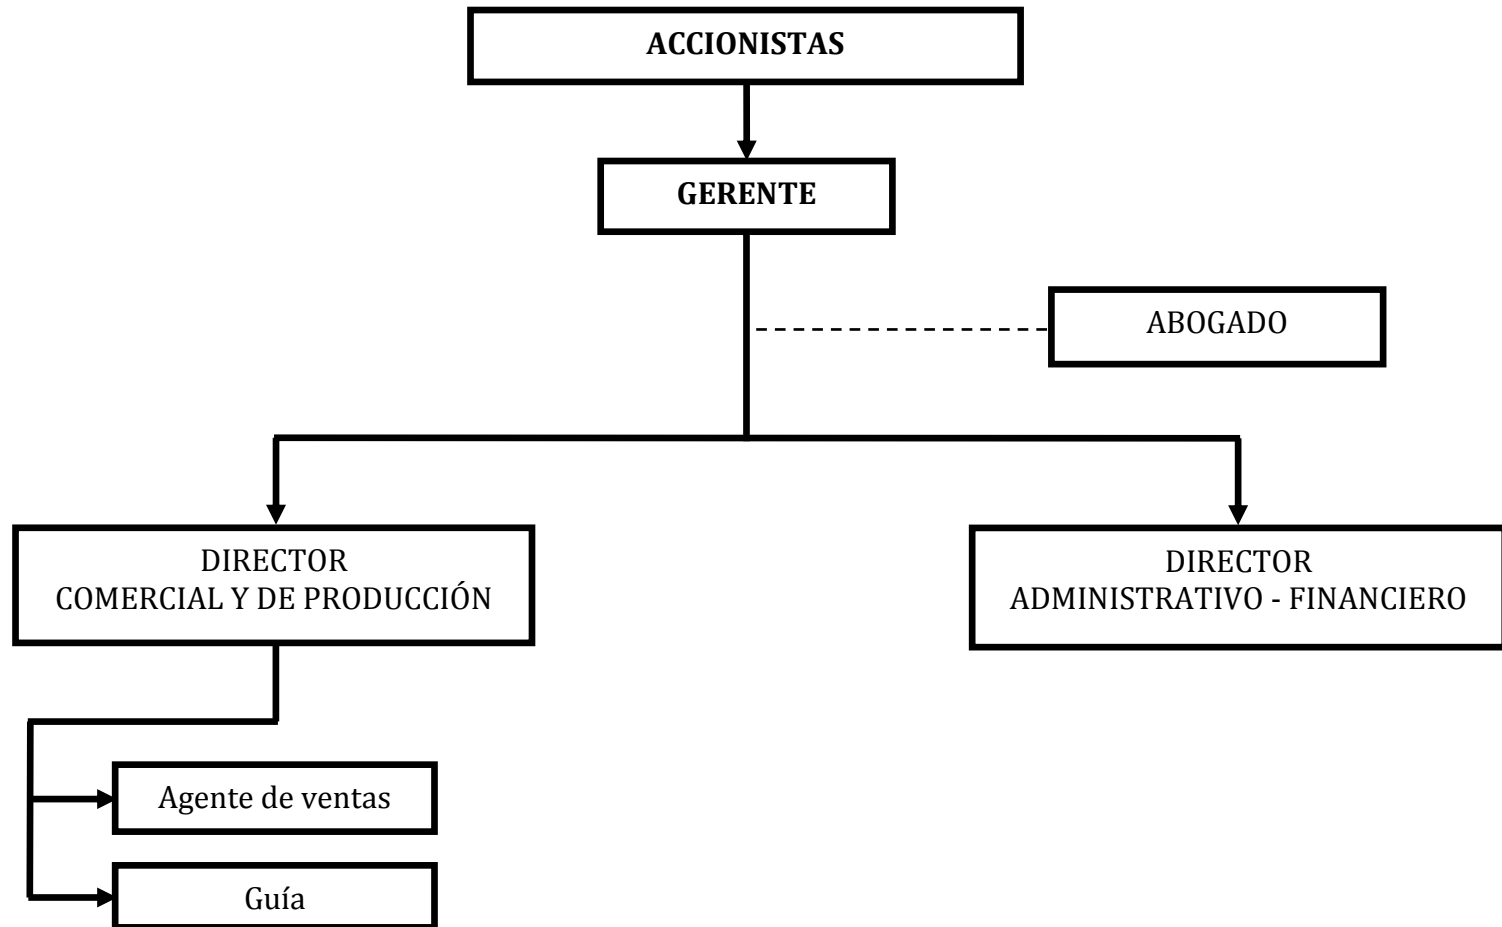 ACCIONISTAS
GERENTE
ABOGADO
DIRECTOR
COMERCIAL Y DE PRODUCCIÓN
DIRECTOR
ADMINISTRATIVO - FINANCIERO
Agente de ventas
Guía